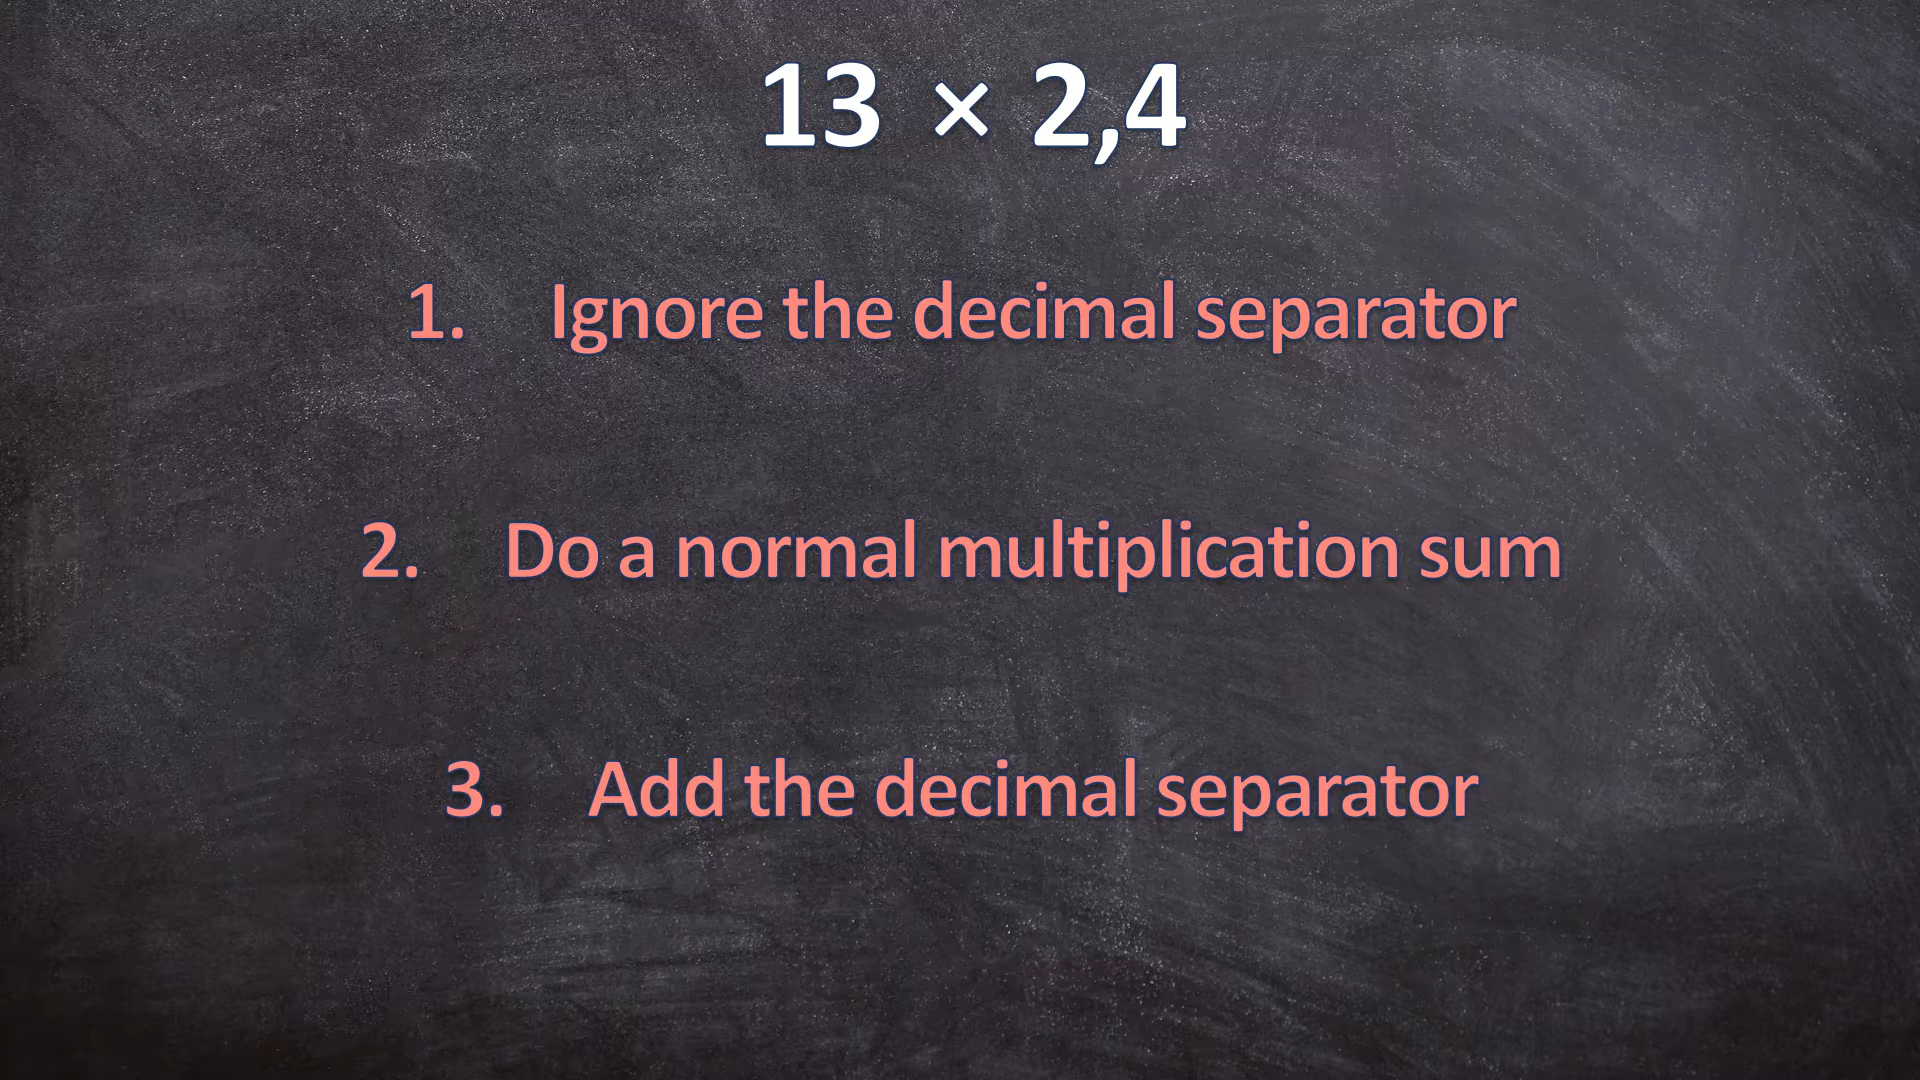 13 × 2,4
1. Ignore the decimal separator
2. Do a normal multiplication sum
3. Add the decimal separator